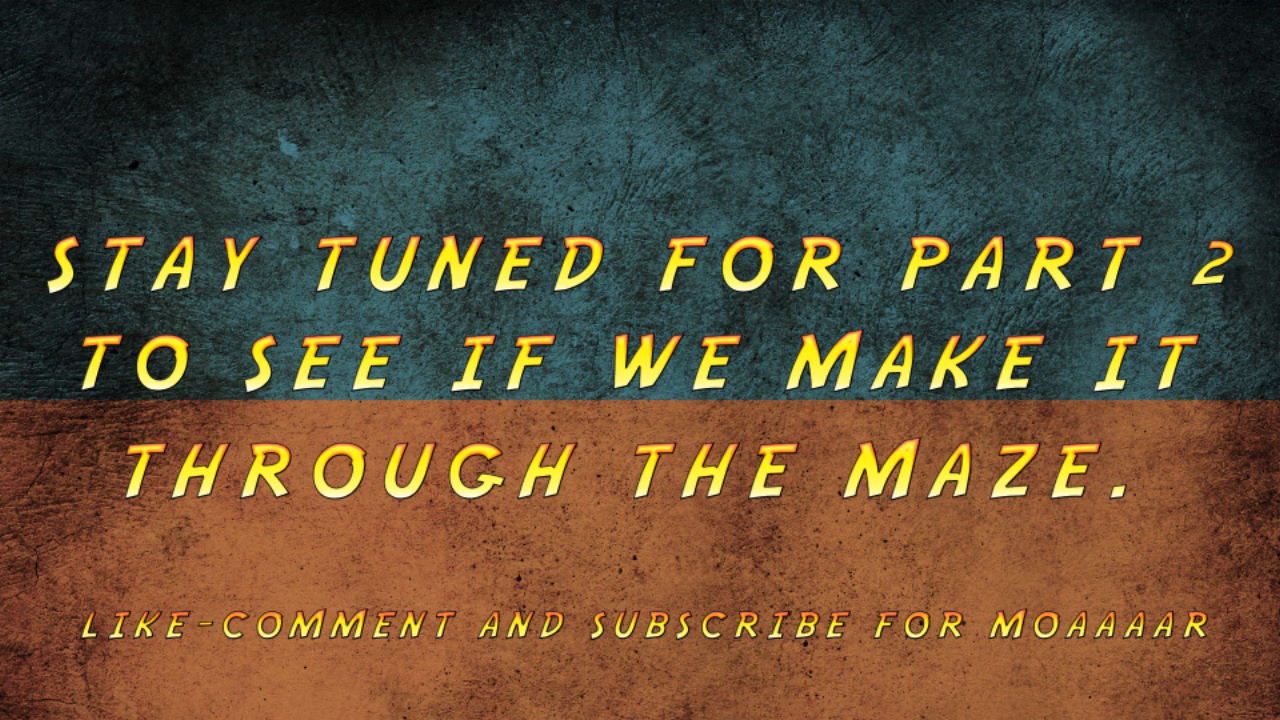 STAY TUNED FOR PART 2
TO SEE IF WE MAKE IT
THROUGH THE MAZE.
LIKE-COMMENT AND SUBSCRIBE FOR MOAAAAR